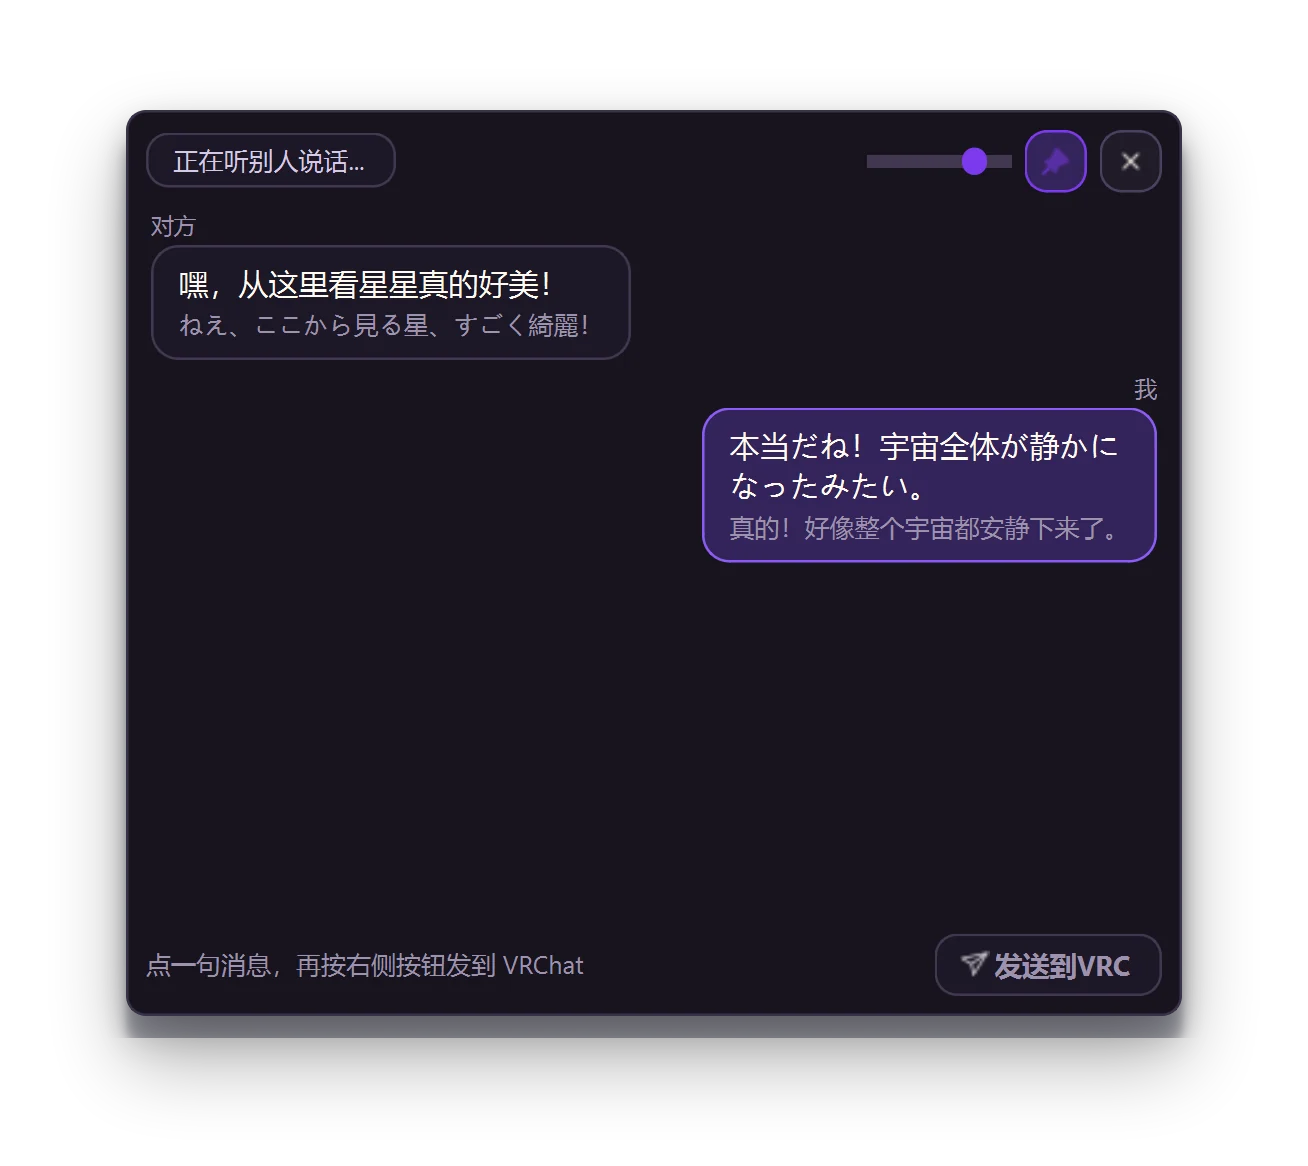 正在听别人说话...
对方
嘿，从这里看星星真的好美！
ねえ、ここから見る星、すごく綺麗！
我
本当だね！宇宙全体が静かに
なったみたい。
真的！好像整个宇宙都安静下来了。
点一句消息，再按右侧按钮发到 VRChat
发送到VRC